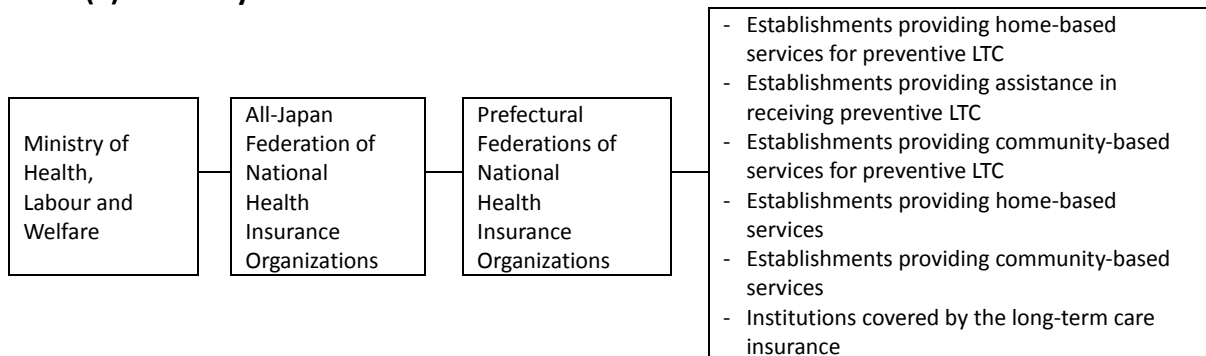 Ministry of
Health,
Labour and
Welfare
All-Japan
Federation of
National
Health
Insurance
Organizations
Prefectural
Federations of
National
Health
Insurance
Organizations
- Establishments providing home-based
services for preventive LTC
- Establishments providing assistance in
receiving preventive LTC
- Establishments providing community-based
services for preventive LTC
- Establishments providing home-based
services
- Establishments providing community-based
services
- Institutions covered by the long-term care
insurance